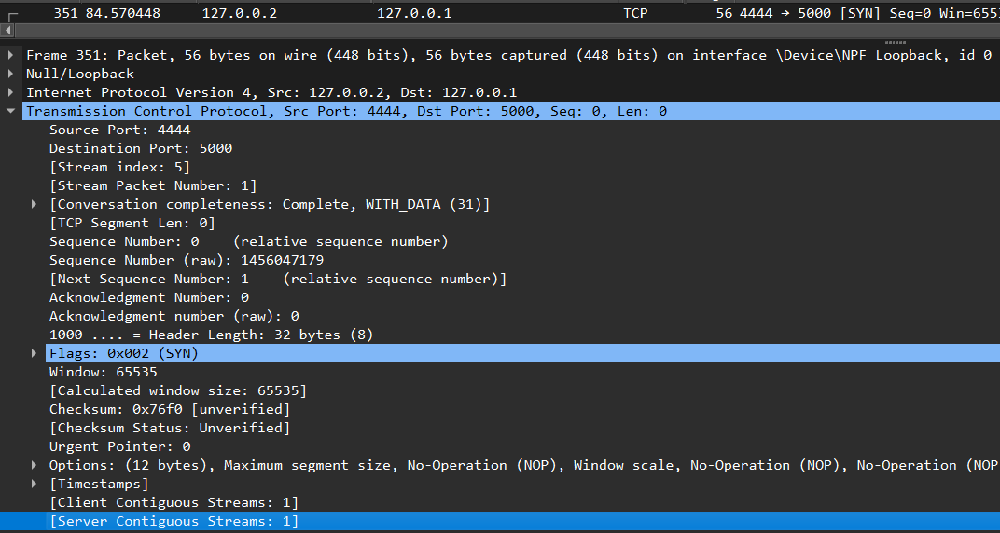 351 84.570448 127.0.0.2 127.0.0.1 TCP 56 4444 → 5000 [SYN] Seq=0 Win=6553
Frame 351: Packet, 56 bytes on wire (448 bits), 56 bytes captured (448 bits) on interface \Device\NPF_Loopback, id 0
Null/Loopback
Internet Protocol Version 4, Src: 127.0.0.2, Dst: 127.0.0.1
Transmission Control Protocol, Src Port: 4444, Dst Port: 5000, Seq: 0, Len: 0
Source Port: 4444
Destination Port: 5000
[Stream index: 5]
[Stream Packet Number: 1]
[Conversation completeness: Complete, WITH_DATA (31)]
[TCP Segment Len: 0]
Sequence Number: 0    (relative sequence number)
Sequence Number (raw): 1456047179
[Next Sequence Number: 1    (relative sequence number)]
Acknowledgment Number: 0
Acknowledgment number (raw): 0
1000 .... = Header Length: 32 bytes (8)
Flags: 0x002 (SYN)
Window: 65535
[Calculated window size: 65535]
Checksum: 0x76f0 [unverified]
[Checksum Status: Unverified]
Urgent Pointer: 0
Options: (12 bytes), Maximum segment size, No-Operation (NOP), Window scale, No-Operation (NOP), No-Operation (NOP
[Timestamps]
[Client Contiguous Streams: 1]
[Server Contiguous Streams: 1]